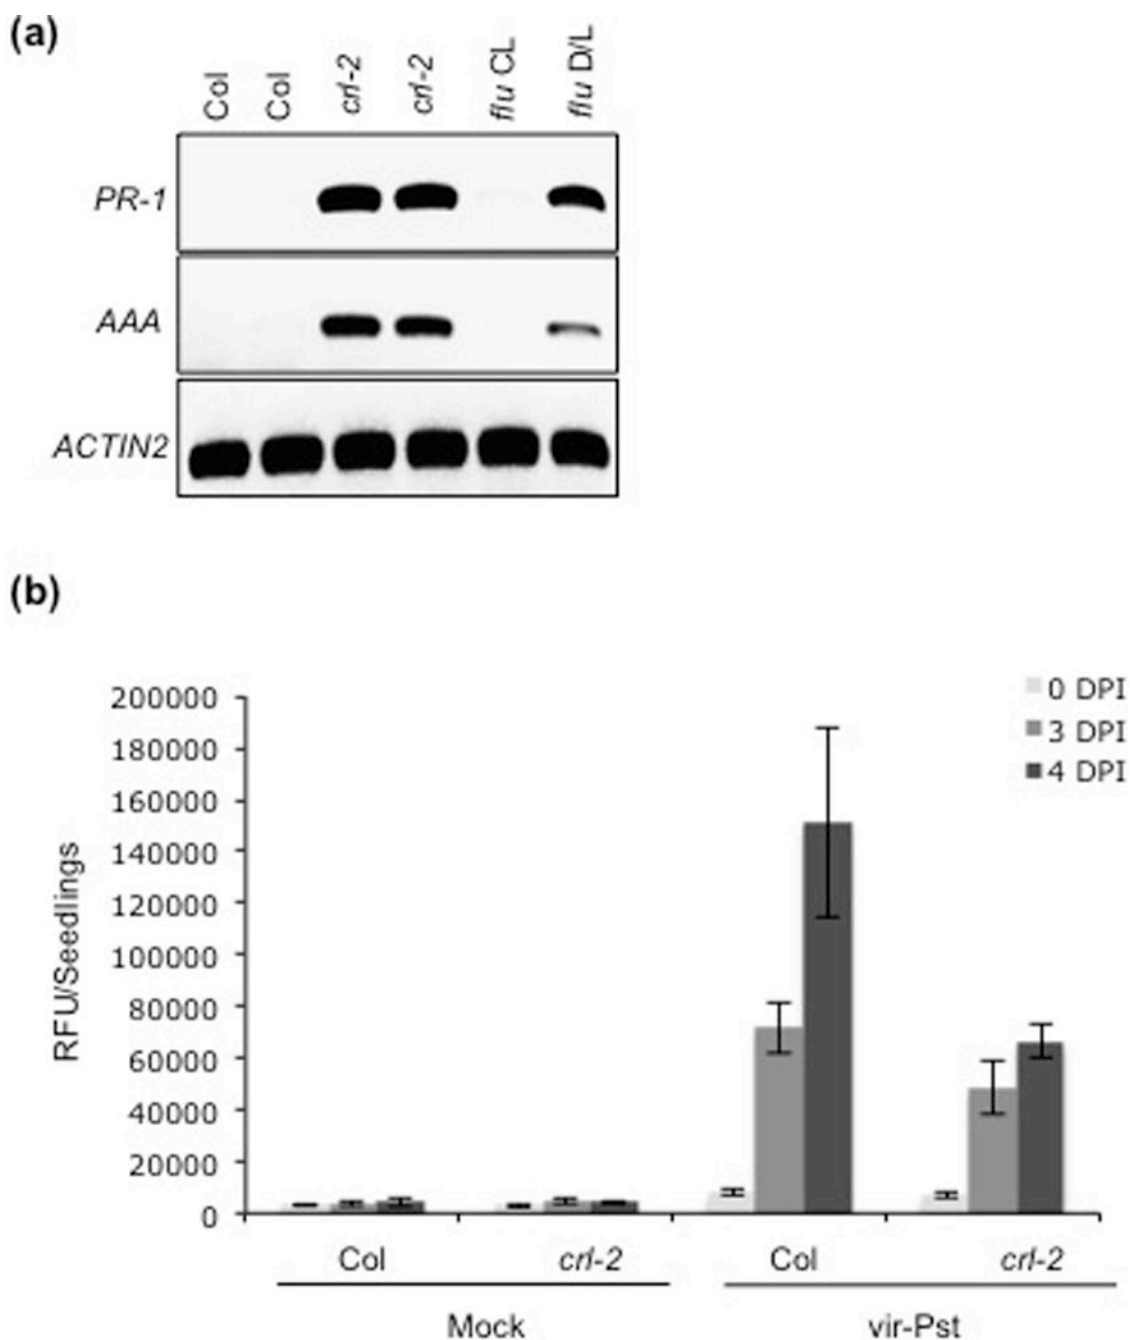 (a)
Col
Col
crl-2
crl-2
flu CL
flu D/L
PR-1
AAA
ACTIN2
(b)
200000
180000
160000
140000
120000
100000
80000
60000
40000
20000
0
RFU/Seedlings
0 DPI
3 DPI
4 DPI
Col
crl-2
Col
crl-2
Mock
vir-Pst